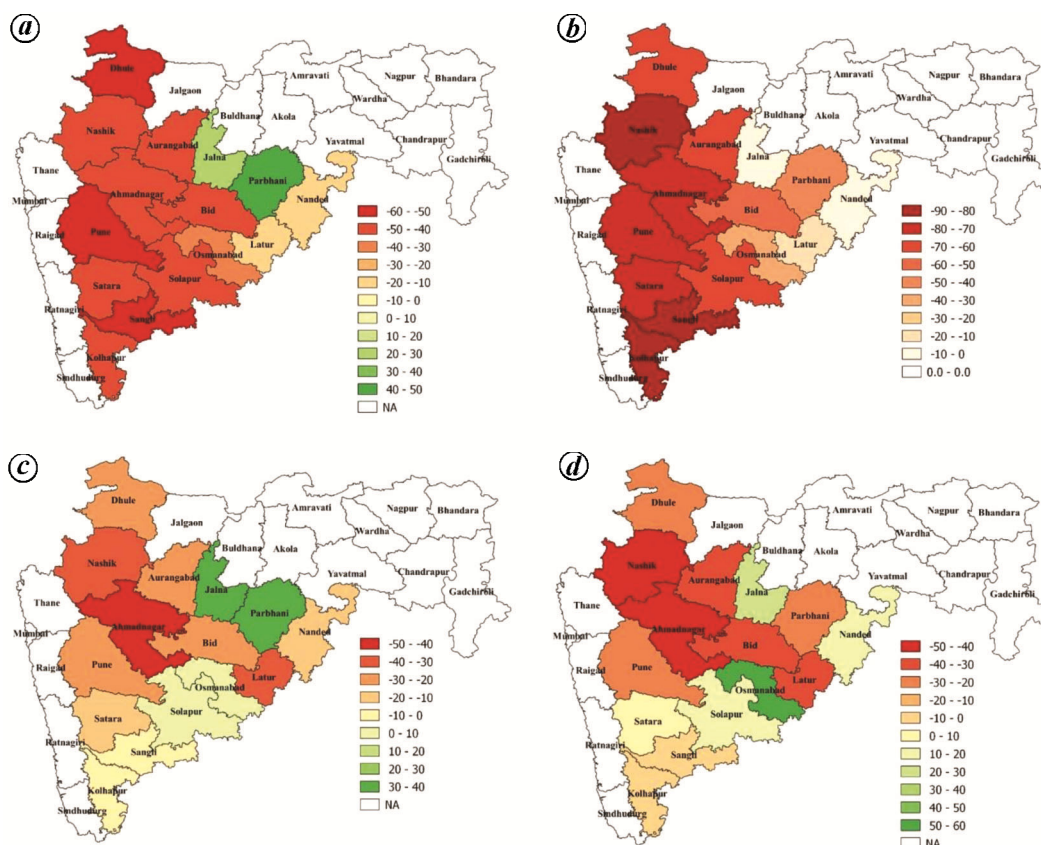 a
Dhule
Jalgaon
Amravati
Nagpur
Bhandara
Wardha
Buldhana
Akola
Nashik
Aurangabad
Jalna
Yavatmal
Chandrapur
Gadchiroli
Thane
Parbhani
Ahmadnagar
Nanded
Mumbai
Bid
Pune
Raigad
Latur
Osmanabad
Solapur
Satara
Ratnagiri
Sangli
Kolhapur
Sindhudurg
-60 - -50
-50 - -40
-40 - -30
-30 - -20
-20 - -10
-10 - 0
0 - 10
10 - 20
20 - 30
30 - 40
40 - 50
NA
b
Dhule
Jalgaon
Amravati
Nagpur
Bhandara
Wardha
Buldhana
Akola
Nashik
Aurangabad
Jalna
Yavatmal
Chandrapur
Gadchiroli
Thane
Parbhani
Ahmadnagar
Nanded
Mumbai
Bid
Pune
Raigad
Latur
Osmanabad
Solapur
Satara
Ratnagiri
Sangli
Kolhapur
Sindhudurg
-90 - -80
-80 - -70
-70 - -60
-60 - -50
-50 - -40
-40 - -30
-30 - -20
-20 - -10
-10 - 0
0.0 - 0.0
c
Dhule
Jalgaon
Amravati
Nagpur
Bhandara
Wardha
Buldhana
Akola
Nashik
Aurangabad
Jalna
Yavatmal
Chandrapur
Gadchiroli
Thane
Parbhani
Ahmadnagar
Nanded
Mumbai
Bid
Pune
Raigad
Latur
Osmanabad
Solapur
Satara
Ratnagiri
Sangli
Kolhapur
Sindhudurg
-50 - -40
-40 - -30
-30 - -20
-20 - -10
-10 - 0
0 - 10
10 - 20
20 - 30
30 - 40
NA
d
Dhule
Jalgaon
Amravati
Nagpur
Bhandara
Wardha
Buldhana
Akola
Nashik
Aurangabad
Jalna
Yavatmal
Chandrapur
Gadchiroli
Thane
Parbhani
Ahmadnagar
Nanded
Mumbai
Bid
Pune
Raigad
Latur
Osmanabad
Solapur
Satara
Ratnagiri
Sangli
Kolhapur
Sindhudurg
-50 - -40
-40 - -30
-30 - -20
-20 - -10
-10 - 0
0 - 10
10 - 20
20 - 30
30 - 40
40 - 50
50 - 60
NA